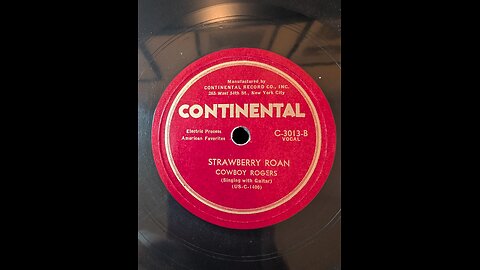 Manufactured by
CONTINENTAL RECORD CO., INC.
265 West 54th St., New York City
CONTINENTAL
Electric Process
American Favorites
C-3013-B
VOCAL
STRAWBERRY ROAN
COWBOY ROGERS
(Singing with Guitar)
(US-C-1406)